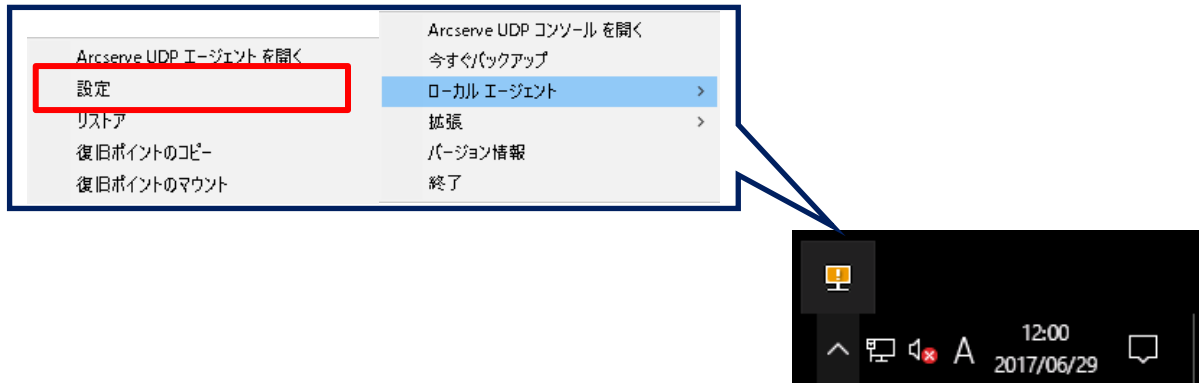 Arcserve UDP エージェント を開く
設定
リストア
復旧ポイントのコピー
復旧ポイントのマウント
Arcserve UDP コンソール を開く
今すぐバックアップ
ローカル エージェント
拡張
バージョン情報
終了
A
12:00
2017/06/29